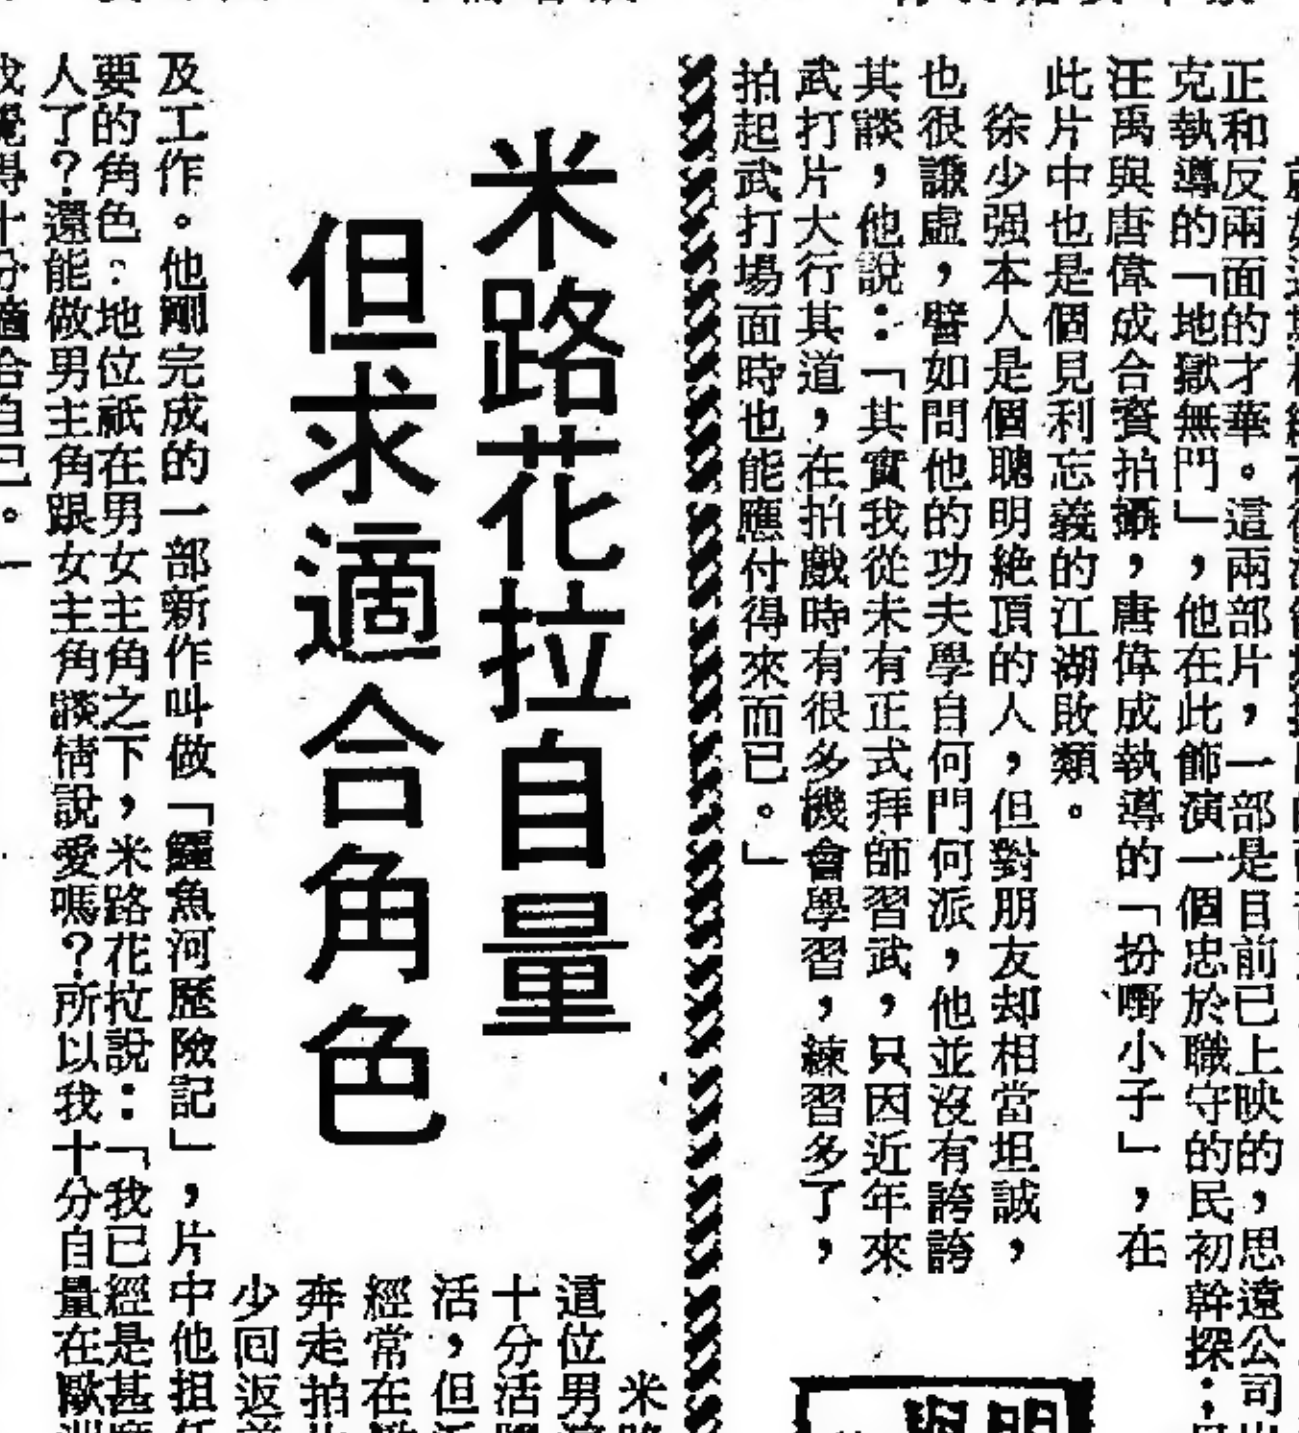 正和反兩面的才華。這兩部片，一部是目前已上映的，思遠公司
克執導的「地獄無門」，他在此飾演一個忠於職守的民初幹探；
汪禹與唐偉成合資拍攝，唐偉成執導的「扮嘢小子」，在
此片中也是個見利忘義的江湖敗類。
徐少强本人是個聰明絶頂的人，但對朋友却相當坦誠，
也很謙虛，譬如問他的功夫學自何門何派，他並沒有誇誇
其談，他說：「其實我從未有正式拜師習武，只因近年來
武打片大行其道，在拍戲時有很多機會學習，練習多了，
拍起武打場面時也能應付得來而已。」
米路花拉自量
但求適合角色
米路
這位男
十分活躍
活，但
經常在
奔走拍
少回返
及工作。他剛完成的一部新作叫做「鱷魚河歷險記」，片中他担任
要的角色？地位祇在男女主角之下，米路花拉說：「我已經是甚麽
人了？還能做男主角跟女主角談情說愛嗎？所以我十分自量在歐洲
我覺得十分適合自己。」